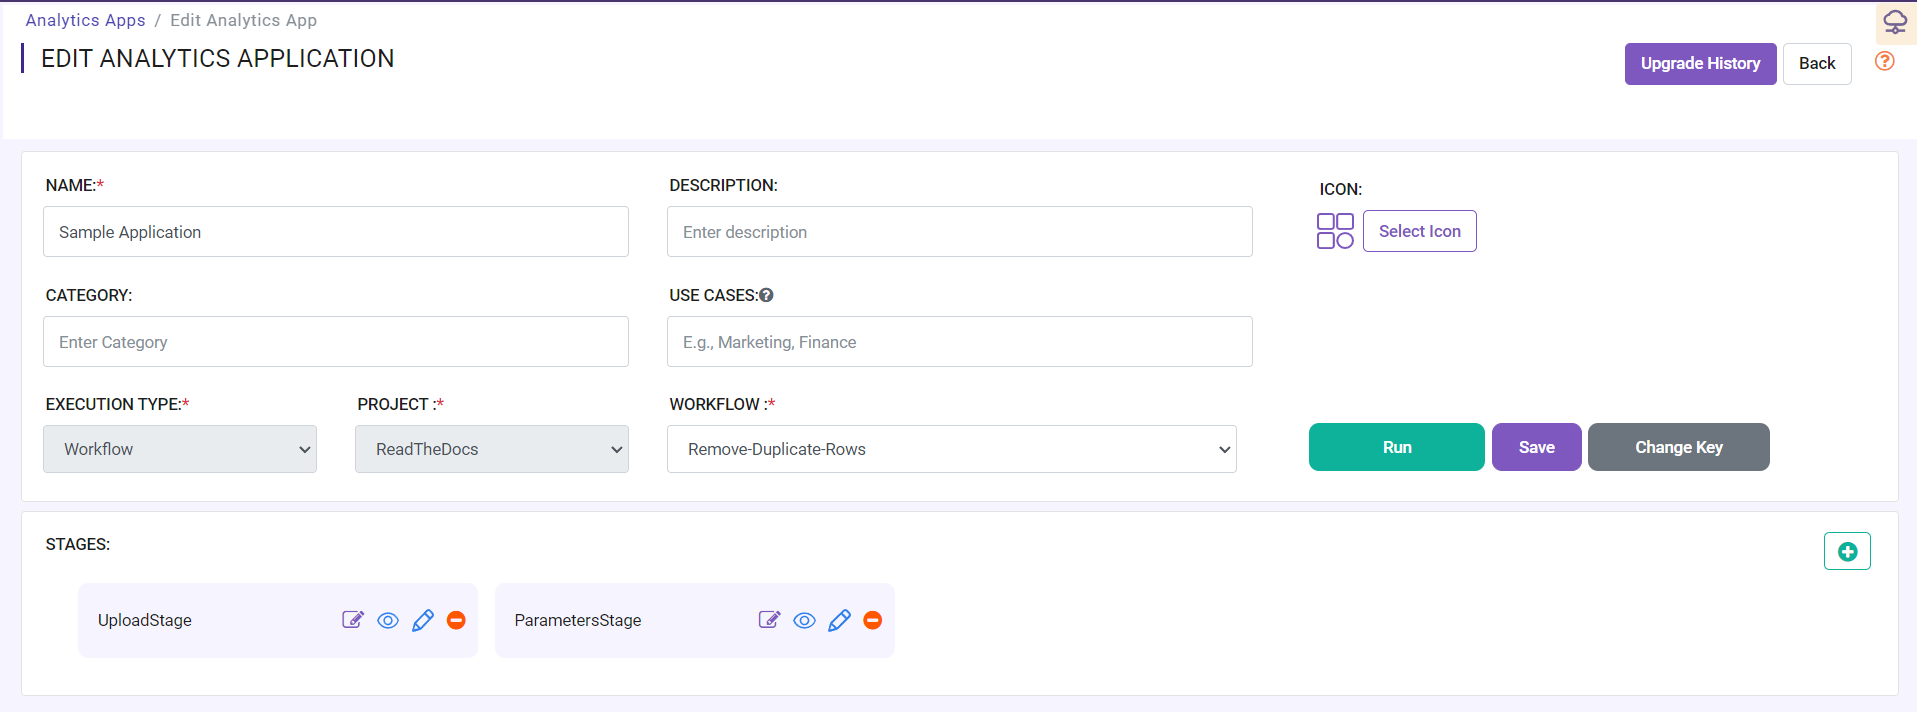 Analytics Apps / Edit Analytics App
EDIT ANALYTICS APPLICATION
Upgrade History
Back
NAME:*
DESCRIPTION:
ICON:
Sample Application
Enter description
Select Icon
CATEGORY:
USE CASES:
Enter Category
E.g., Marketing, Finance
EXECUTION TYPE:*
PROJECT :*
WORKFLOW :*
Workflow
ReadTheDocs
Remove-Duplicate-Rows
Run
Save
Change Key
STAGES:
UploadStage
ParametersStage